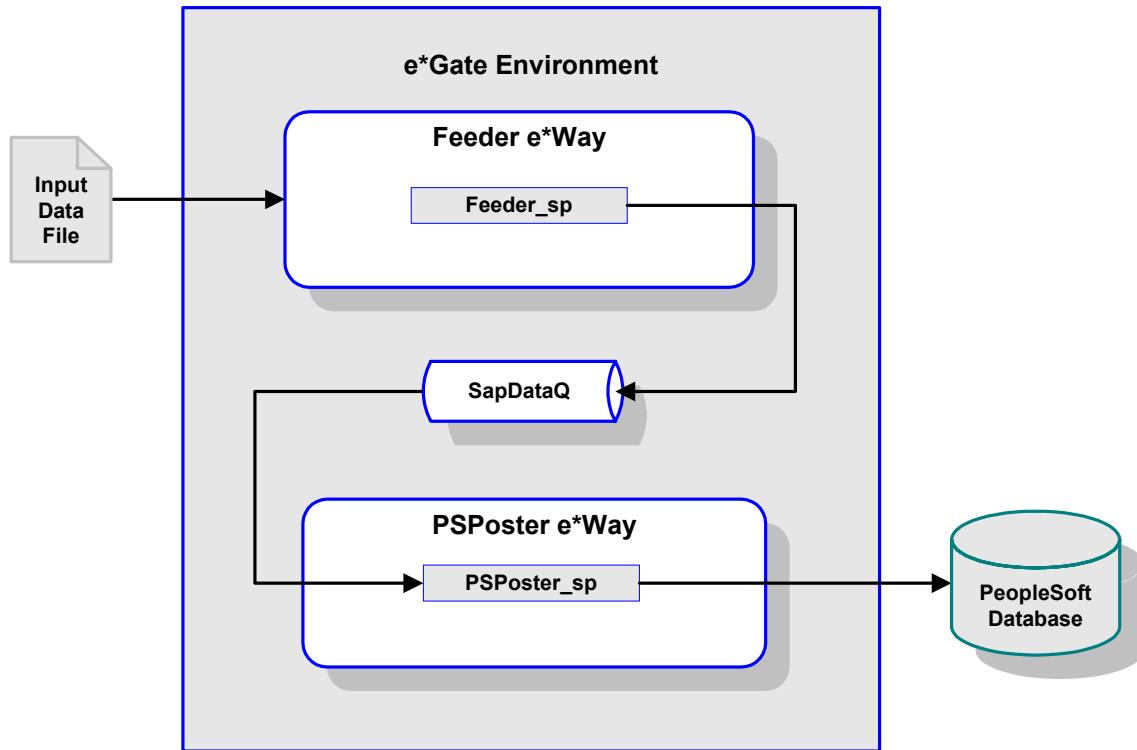 e*Gate Environment
Feeder e*Way
Input
Data
File
Feeder_sp
SapDataQ
PSPoster e*Way
PSPoster_sp
PeopleSoft
Database